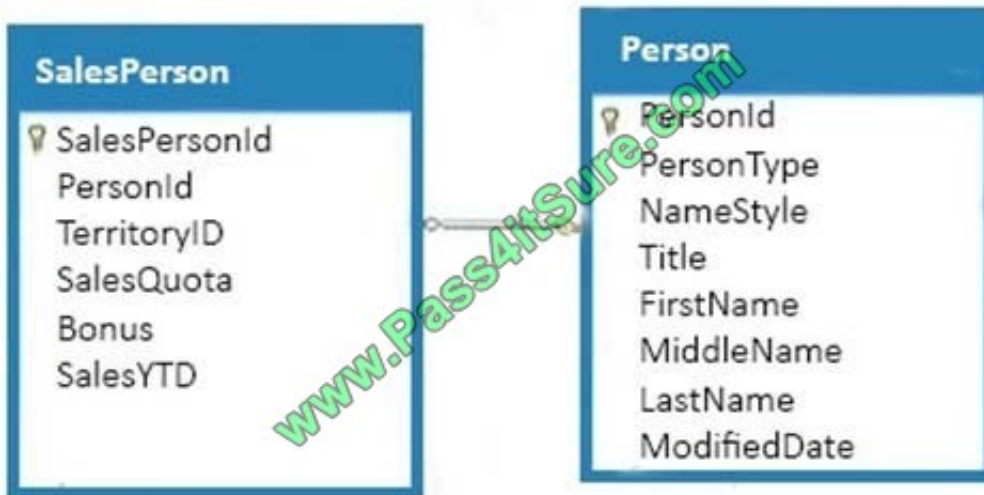 SalesPerson
SalesPersonId
PersonId
TerritoryID
SalesQuota
Bonus
SalesYTD
Person
PersonId
PersonType
NameStyle
Title
FirstName
MiddleName
LastName
ModifiedDate
www.Pass4itSure.com